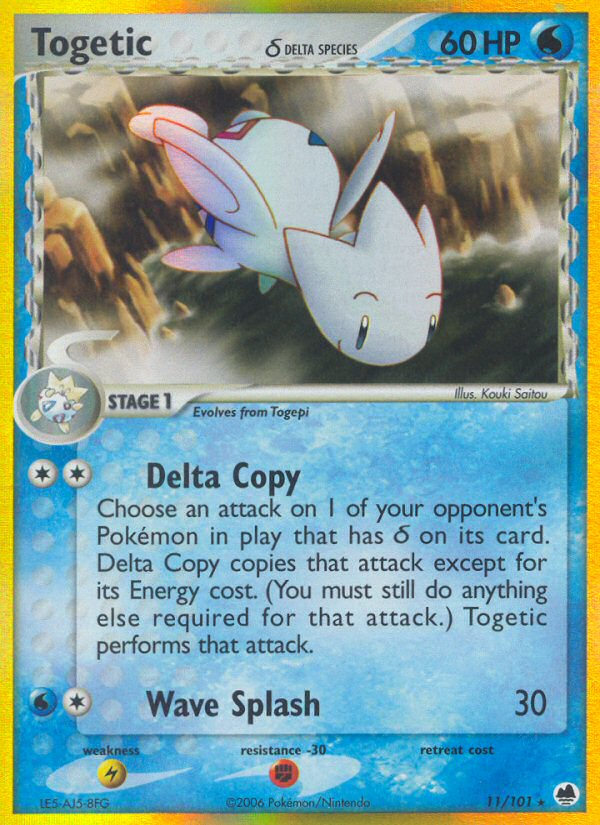 Togetic δ DELTA SPECIES 60 HP
Illus. Kouki Saitou
STAGE 1
Evolves from Togepi
Delta Copy
Choose an attack on 1 of your opponent's
Pokémon in play that has δ on its card.
Delta Copy copies that attack except for
its Energy cost. (You must still do anything
else required for that attack.) Togetic
performs that attack.
Wave Splash 30
weakness resistance -30 retreat cost
LE5-AJ5-8FG ©2006 Pokémon/Nintendo 11/101 ★